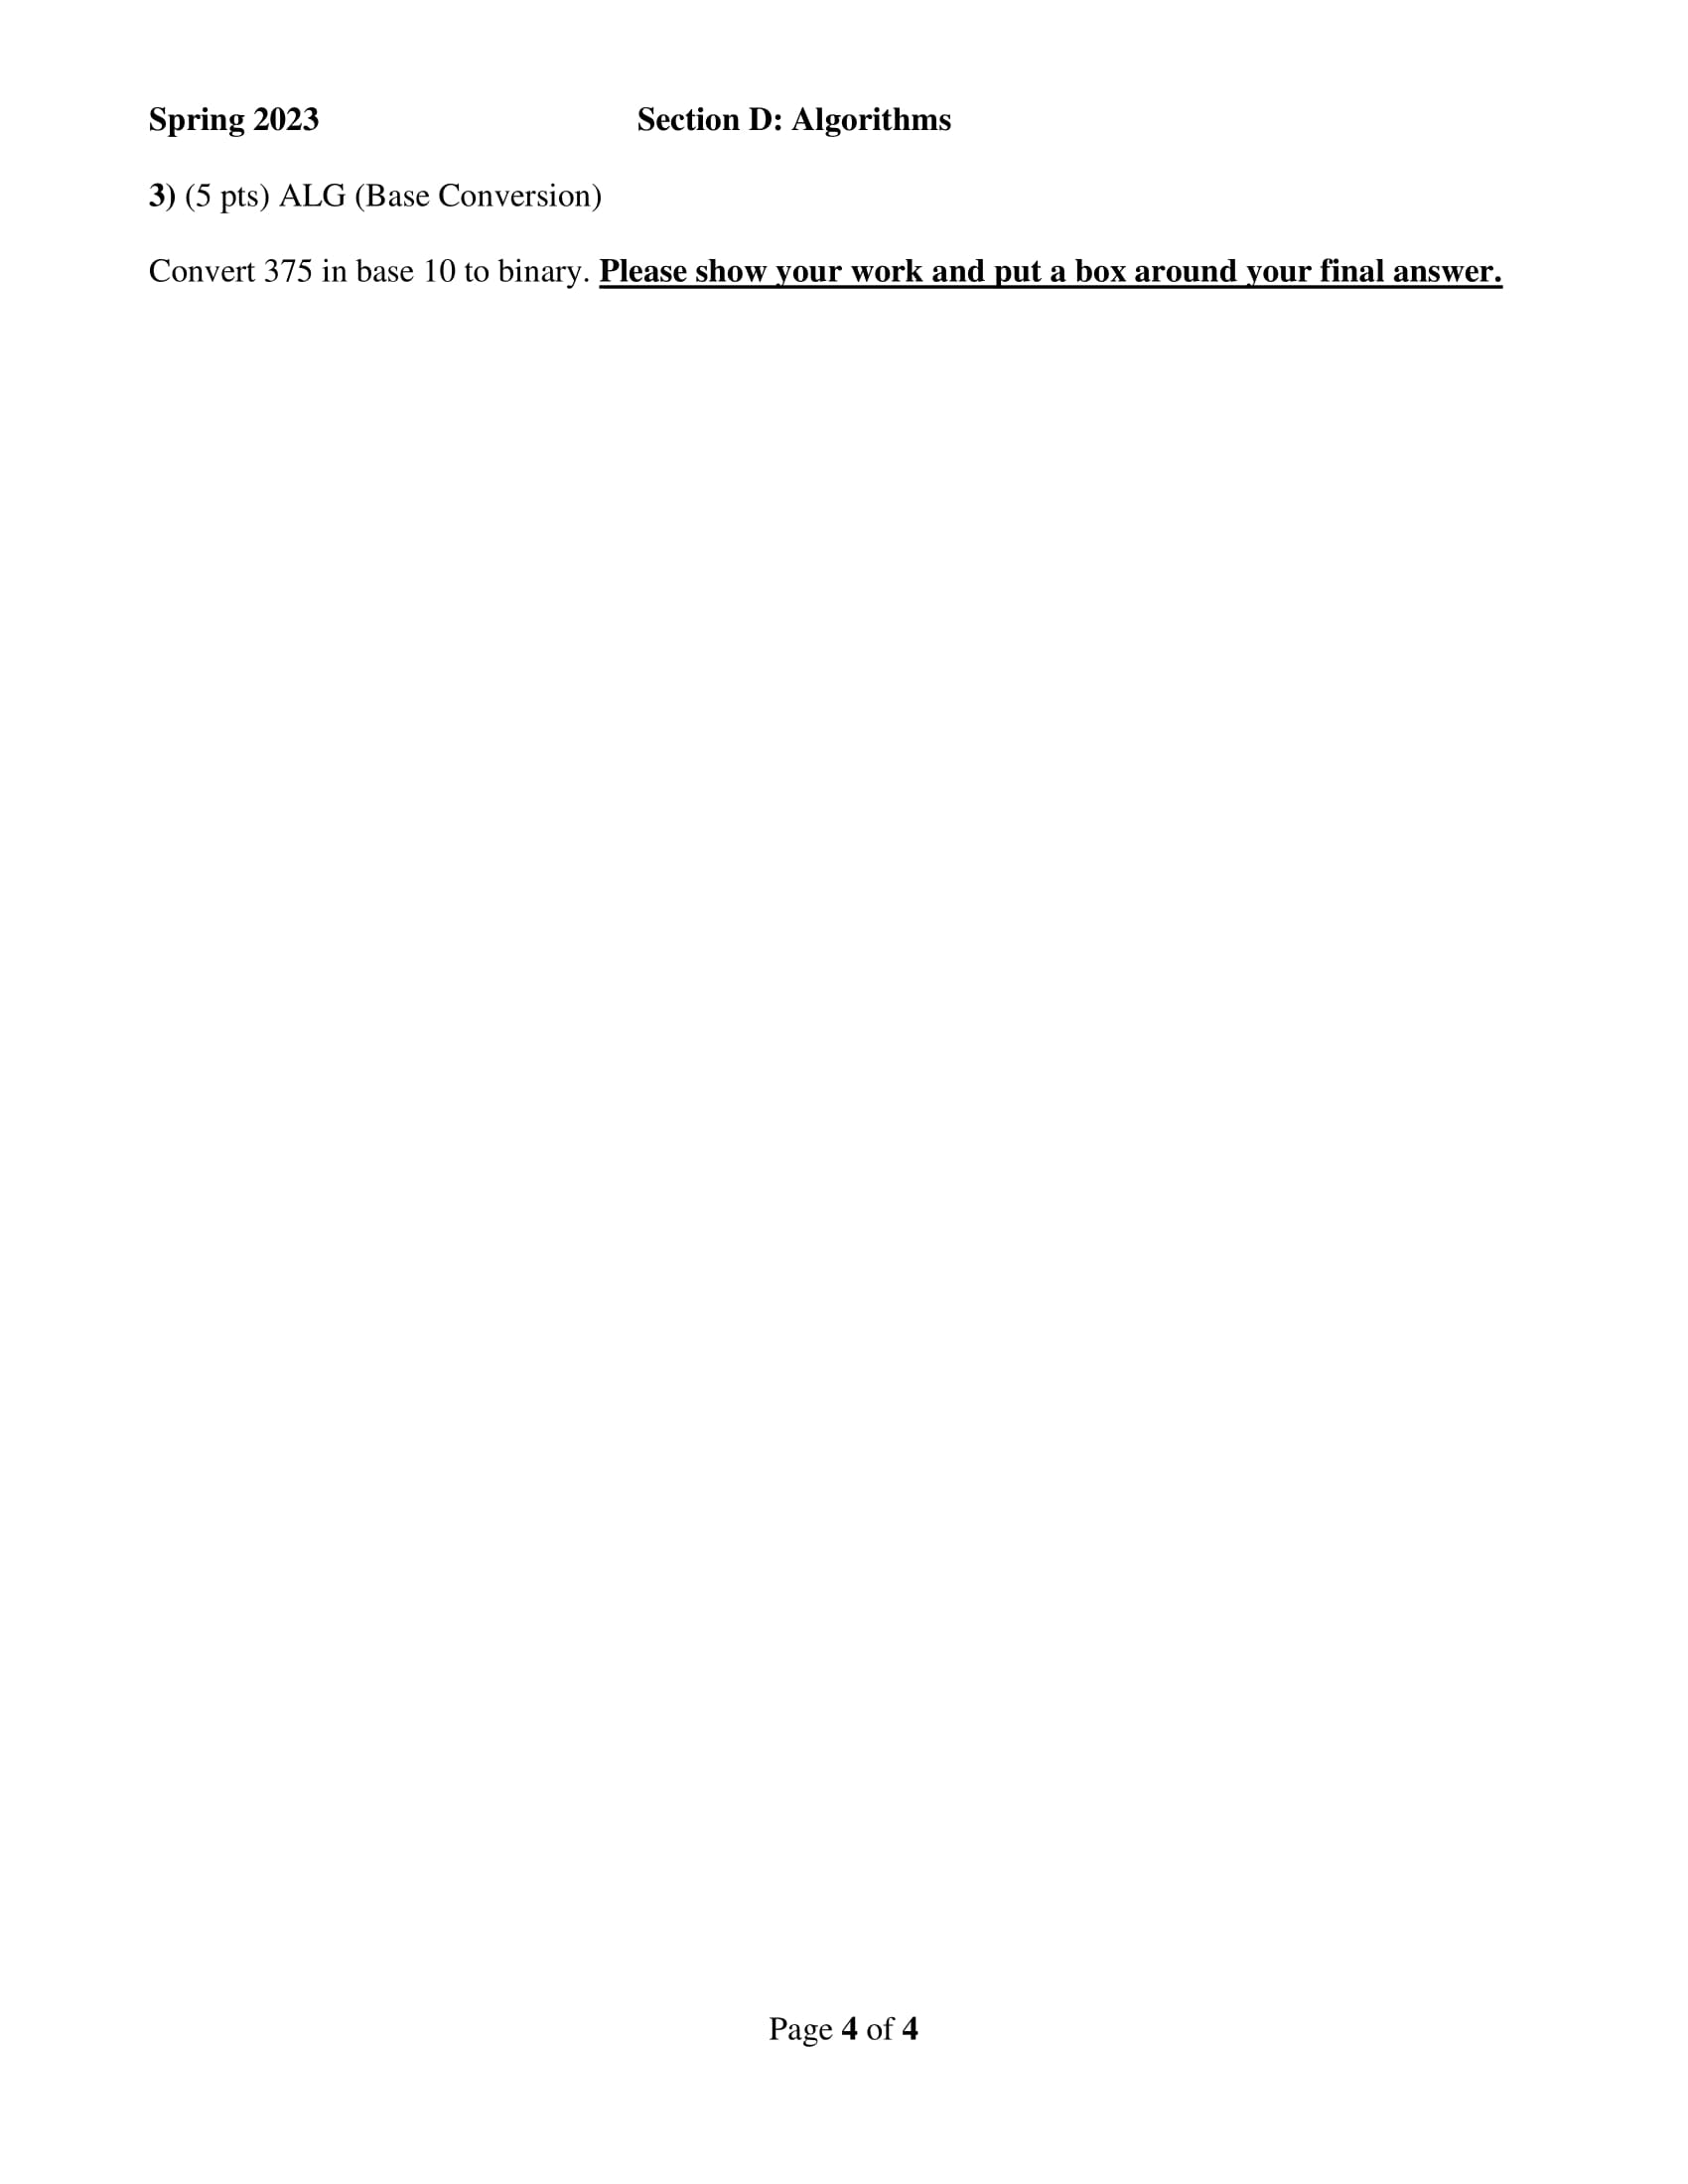 Spring 2023 Section D: Algorithms
3) (5 pts) ALG (Base Conversion)
Convert 375 in base 10 to binary. Please show your work and put a box around your final answer.
Page 4 of 4